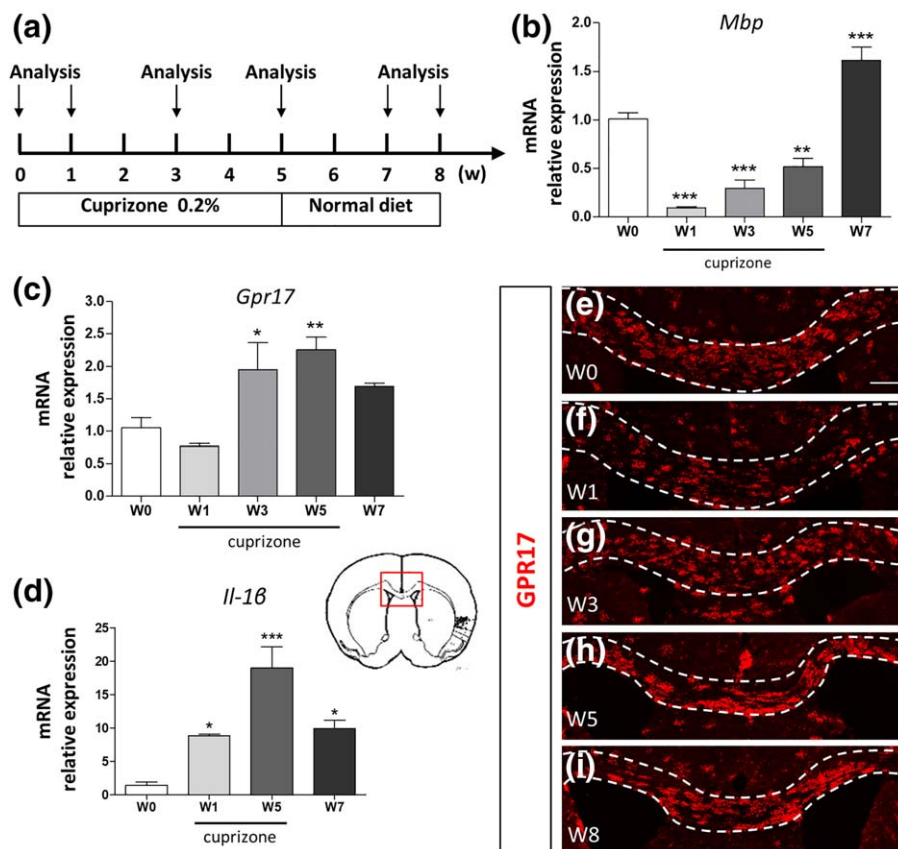 (a)
Analysis Analysis Analysis Analysis
0 1 2 3 4 5 6 7 8 (w)
Cuprizone 0.2% Normal diet
(b)
Mbp
mRNA
relative expression
2.0
1.5
1.0
0.5
0.0
***
***
**
***
W0 W1 W3 W5 W7
cuprizone
(c)
Gpr17
mRNA
relative expression
3.0
2.5
2.0
1.5
1.0
0.5
0.0
*
**
W0 W1 W3 W5 W7
cuprizone
(d)
Il-1β
mRNA
relative expression
25
20
15
10
5
0
*
***
*
W0 W1 W5 W7
cuprizone
GPR17
(e)
W0
(f)
W1
(g)
W3
(h)
W5
(i)
W8